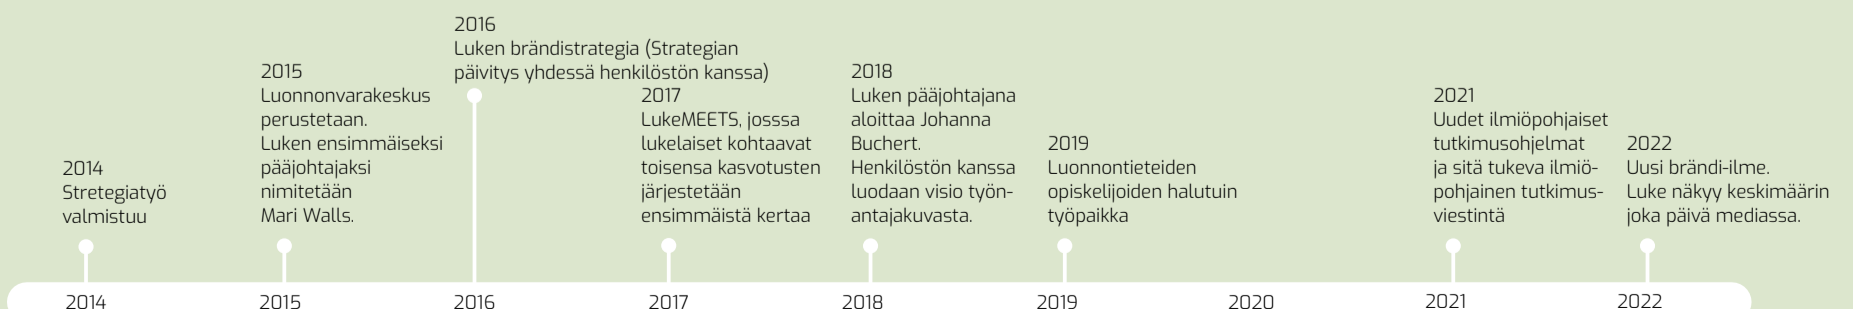 2014
Stretegiatyö
valmistuu
2015
Luonnonvarakeskus
perustetaan.
Luken ensimmäiseksi
pääjohtajaksi
nimitetään
Mari Walls.
2016
Luken brändistrategia (Strategian
päivitys yhdessä henkilöstön kanssa)
2017
LukeMEETS, josssa
lukelaiset kohtaavat
toisensa kasvotusten
järjestetään
ensimmäistä kertaa
2018
Luken pääjohtajana
aloittaa Johanna
Buchert.
Henkilöstön kanssa
luodaan visio työn-
antajakuvasta.
2019
Luonnontieteiden
opiskelijoiden halutuin
työpaikka
2021
Uudet ilmiöpohjaiset
tutkimusohjelmat
ja sitä tukeva ilmiö-
pohjainen tutkimus-
viestintä
2022
Uusi brändi-ilme.
Luke näkyy keskimäärin
joka päivä mediassa.
2014 2015 2016 2017 2018 2019 2020 2021 2022